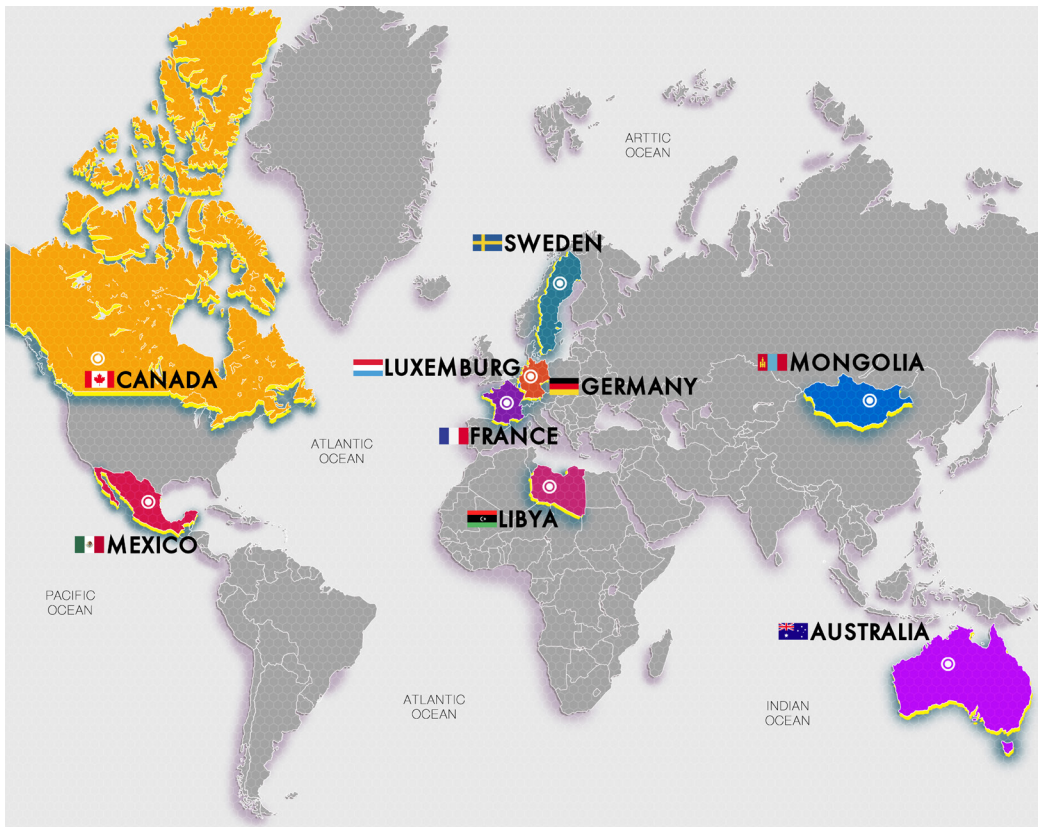 ARTTIC
OCEAN
SWEDEN
LUXEMBURG
MONGOLIA
CANADA
GERMANY
FRANCE
ATLANTIC
OCEAN
LIBYA
MEXICO
PACIFIC
OCEAN
AUSTRALIA
ATLANTIC
OCEAN
INDIAN
OCEAN